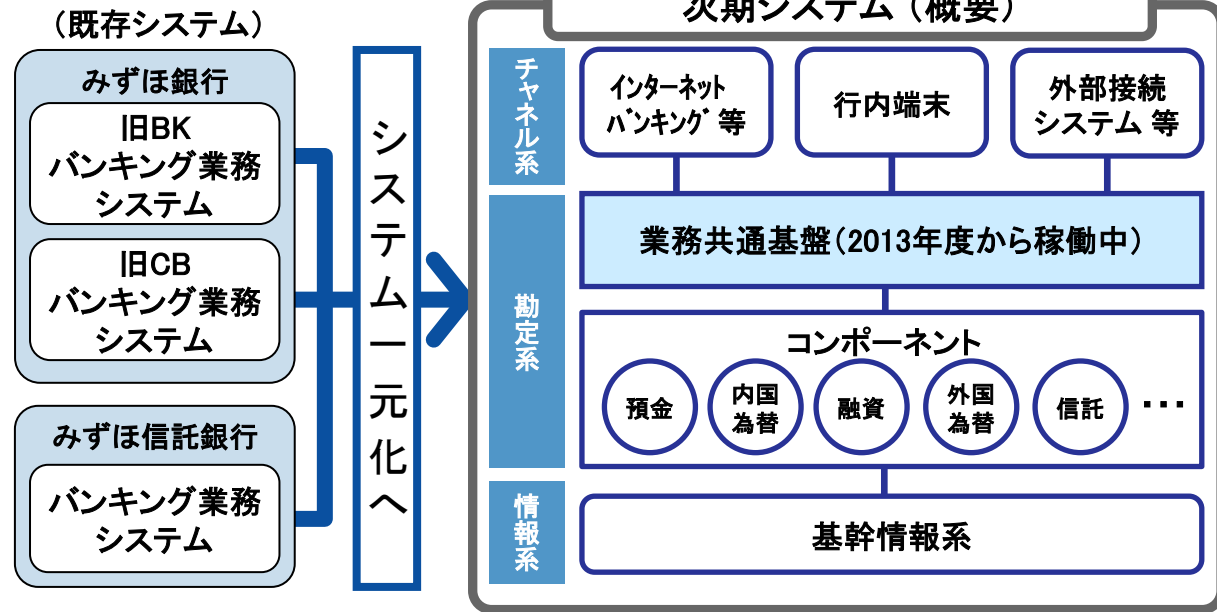 (既存システム)
みずほ銀行
旧BK
バンキング業務
システム
旧CB
バンキング業務
システム
みずほ信託銀行
バンキング業務
システム
システム一元化へ
次期システム(概要)
チャネル系
インターネット
バンキング等
行内端末
外部接続
システム 等
勘定系
業務共通基盤(2013年度から稼働中)
コンポーネント
預金
内国
為替
融資
外国
為替
信託
・・・
情報系
基幹情報系